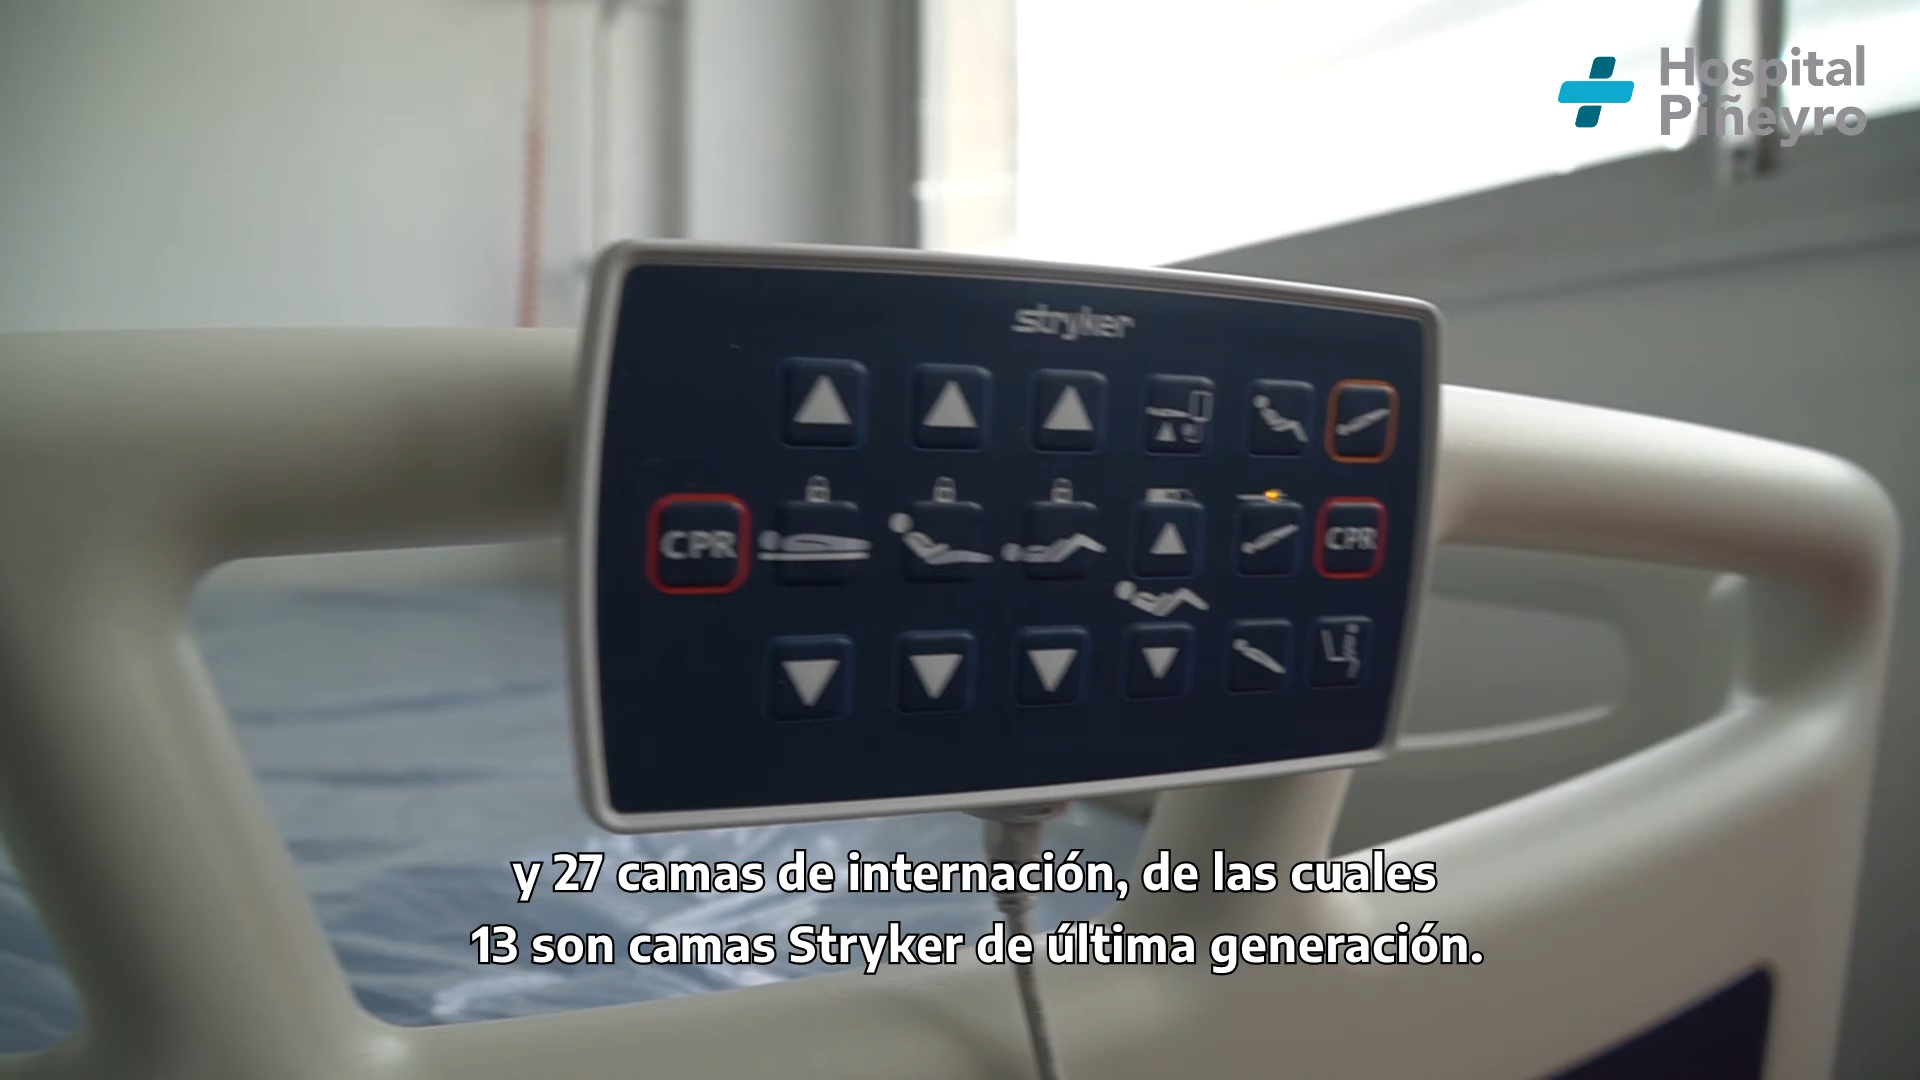 Hospital
Piñeyro
stryker
CPR
CPR
y 27 camas de internación, de las cuales
13 son camas Stryker de última generación.